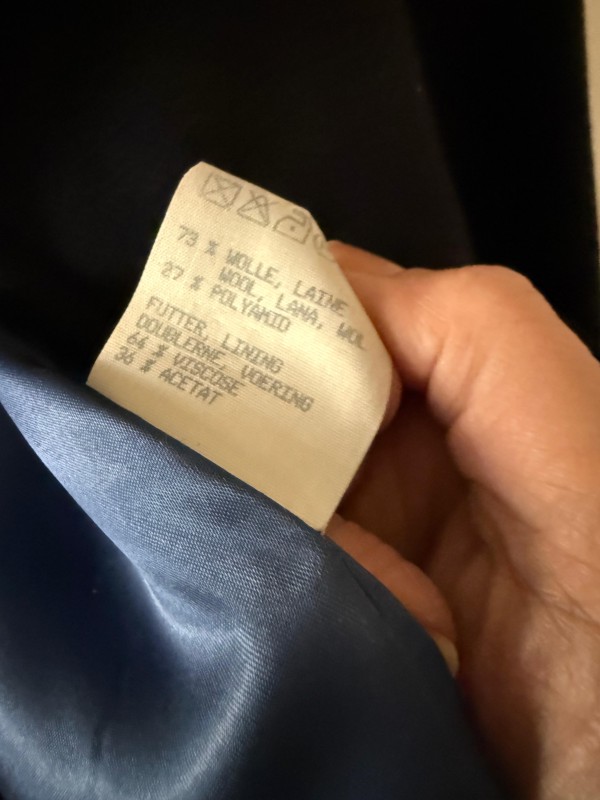 73 % WOLLE, LAINE
WOOL, LANA, WOL
27 % POLYAMID
FUTTER, LINING
DOUBLERNE, VOERING
64 % VISCOSE
36 % ACETAT